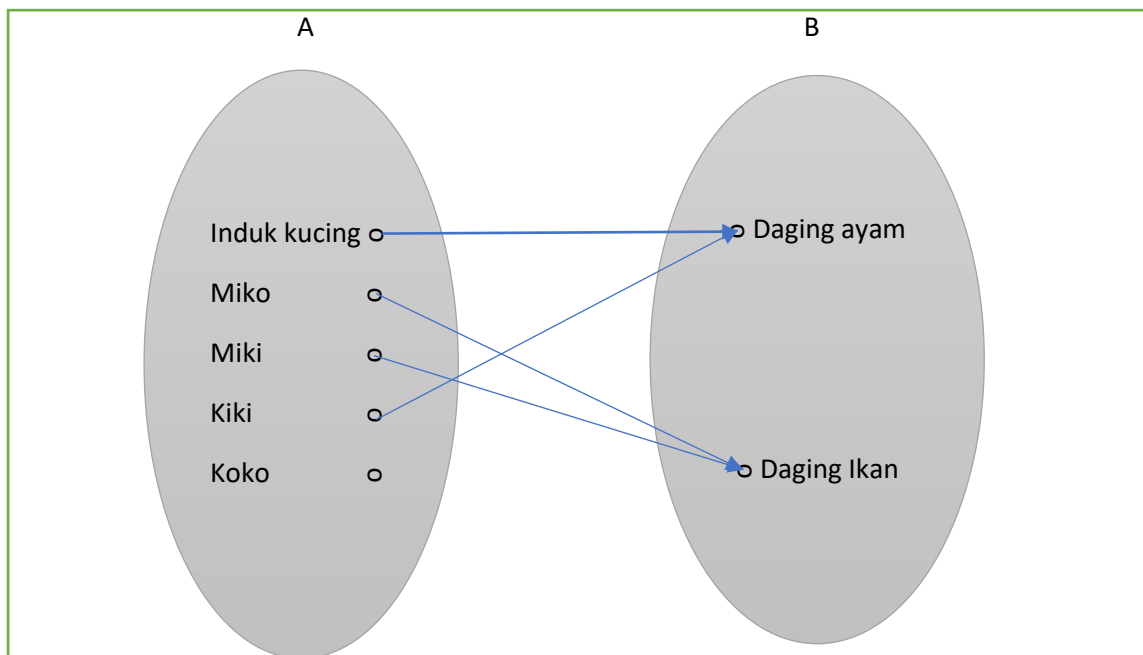 A B
Induk kucing Daging ayam
Miko
Miki
Kiki
Koko Daging Ikan